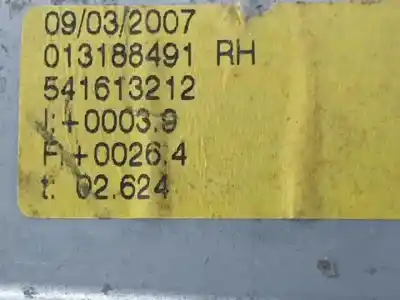 09/03/2007
013188491 RH
541613212
I: +0003.9
F: +0026.4
t: 02.624